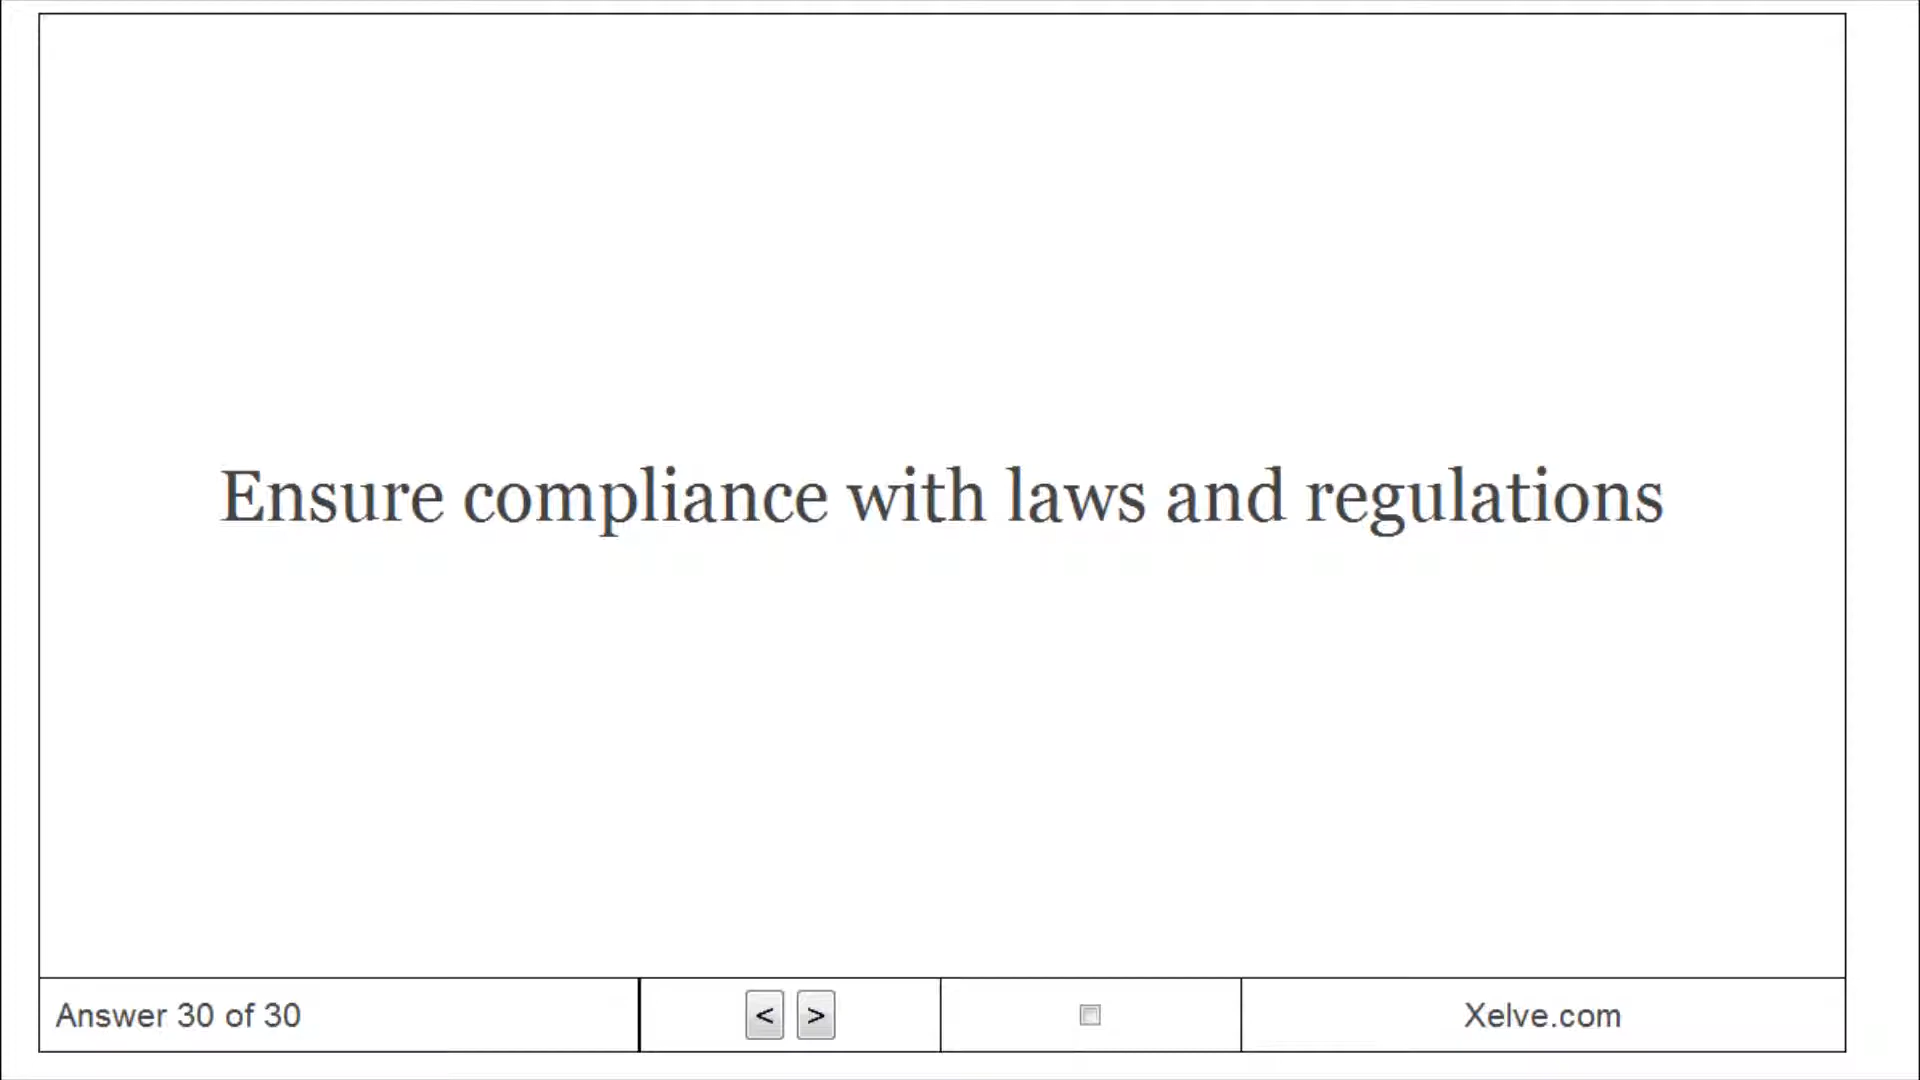 Ensure compliance with laws and regulations
Answer 30 of 30
< >
Xelve.com